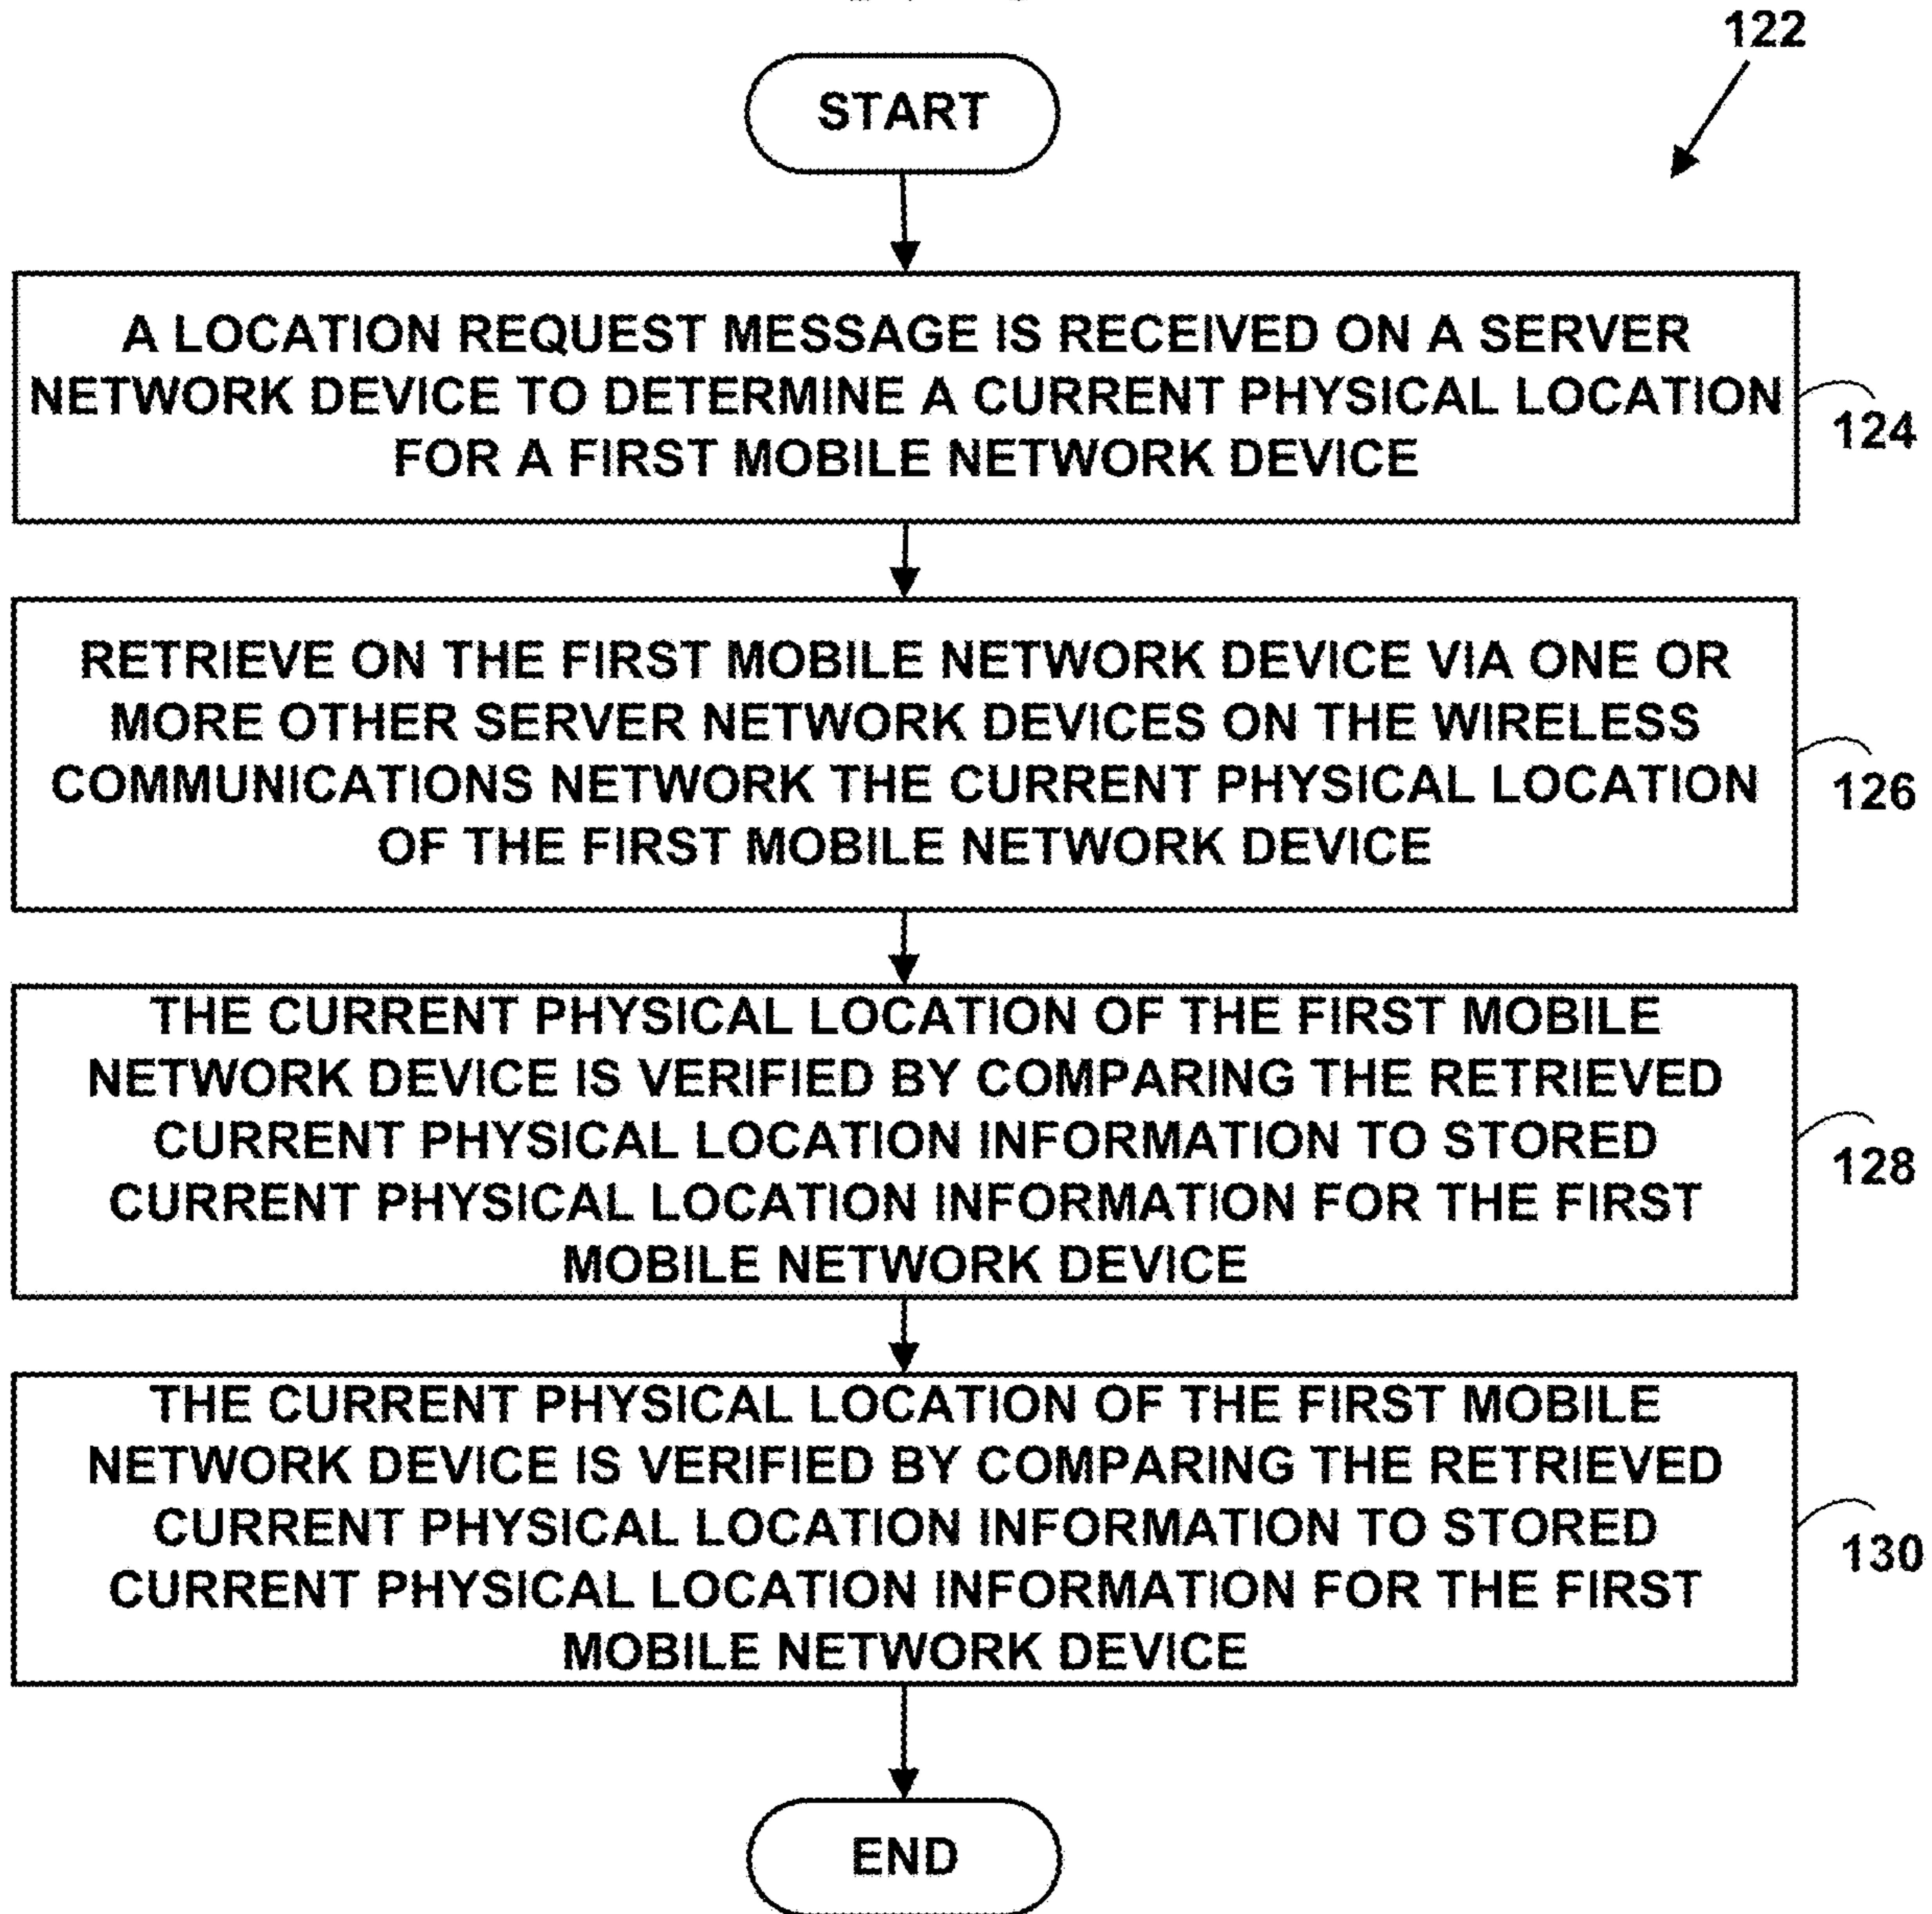 122
START
A LOCATION REQUEST MESSAGE IS RECEIVED ON A SERVER
NETWORK DEVICE TO DETERMINE A CURRENT PHYSICAL LOCATION
FOR A FIRST MOBILE NETWORK DEVICE
124
RETRIEVE ON THE FIRST MOBILE NETWORK DEVICE VIA ONE OR
MORE OTHER SERVER NETWORK DEVICES ON THE WIRELESS
COMMUNICATIONS NETWORK THE CURRENT PHYSICAL LOCATION
OF THE FIRST MOBILE NETWORK DEVICE
126
THE CURRENT PHYSICAL LOCATION OF THE FIRST MOBILE
NETWORK DEVICE IS VERIFIED BY COMPARING THE RETRIEVED
CURRENT PHYSICAL LOCATION INFORMATION TO STORED
CURRENT PHYSICAL LOCATION INFORMATION FOR THE FIRST
MOBILE NETWORK DEVICE
128
THE CURRENT PHYSICAL LOCATION OF THE FIRST MOBILE
NETWORK DEVICE IS VERIFIED BY COMPARING THE RETRIEVED
CURRENT PHYSICAL LOCATION INFORMATION TO STORED
CURRENT PHYSICAL LOCATION INFORMATION FOR THE FIRST
MOBILE NETWORK DEVICE
130
END